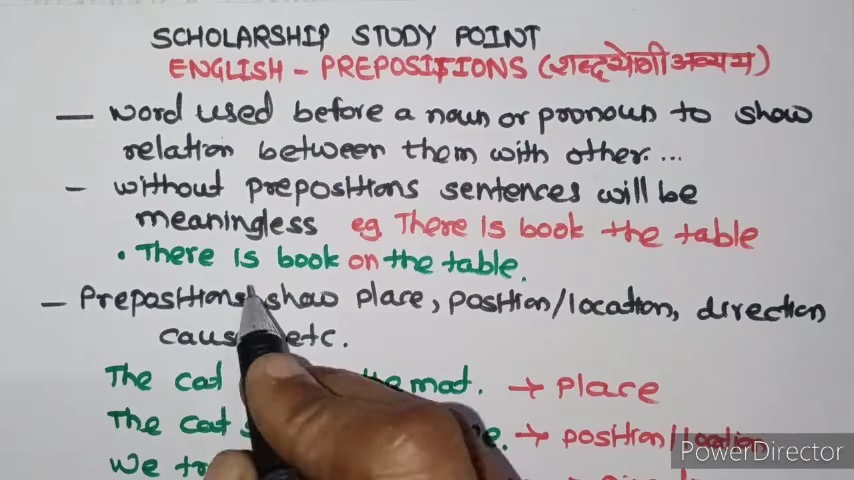 SCHOLARSHIP STUDY POINT
ENGLISH - PREPOSITIONS (शब्दयोगी अव्यय)
— word used before a noun or pronoun to show
relation between them with other. ...
- without prepositions sentences will be
meaningless eg There is book the table
• There is book on the table.
- Prepositions show place, position/location, direction
etc.
The cat the mat. → place
The cat → position/location
We
PowerDirector